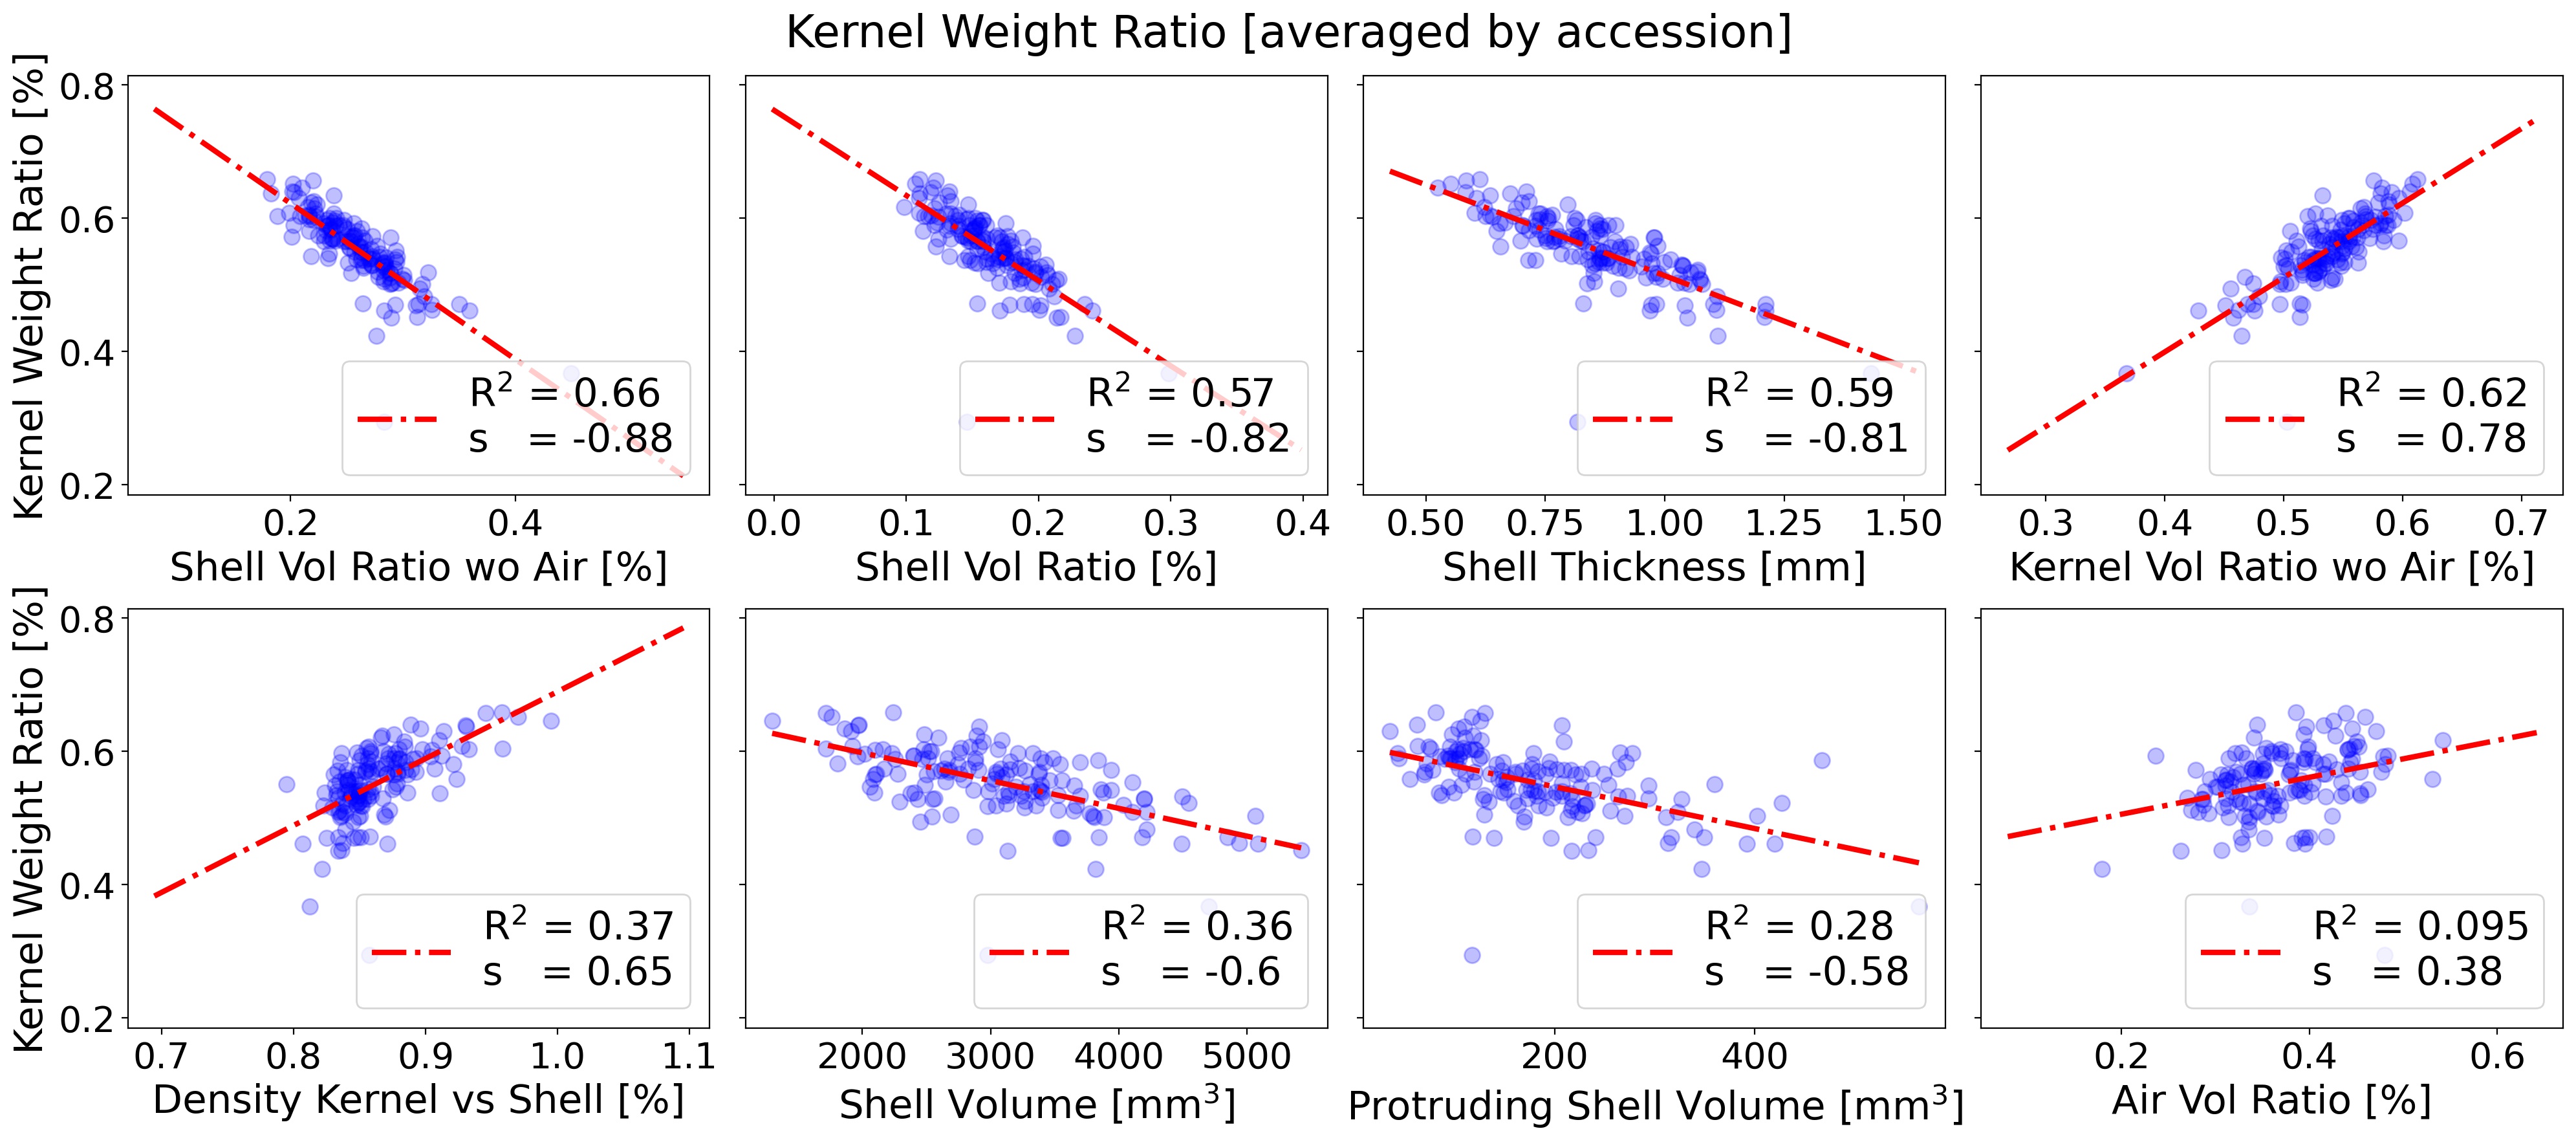 Kernel Weight Ratio [averaged by accession]
Kernel Weight Ratio [%]
0.8
0.6
0.4
0.2
R² = 0.66
s = -0.88
0.2 0.4
Shell Vol Ratio wo Air [%]
R² = 0.57
s = -0.82
0.0 0.1 0.2 0.3 0.4
Shell Vol Ratio [%]
R² = 0.59
s = -0.81
0.50 0.75 1.00 1.25 1.50
Shell Thickness [mm]
R² = 0.62
s = 0.78
0.3 0.4 0.5 0.6 0.7
Kernel Vol Ratio wo Air [%]
Kernel Weight Ratio [%]
0.8
0.6
0.4
0.2
R² = 0.37
s = 0.65
0.7 0.8 0.9 1.0 1.1
Density Kernel vs Shell [%]
R² = 0.36
s = -0.6
2000 3000 4000 5000
Shell Volume [mm³]
R² = 0.28
s = -0.58
200 400
Protruding Shell Volume [mm³]
R² = 0.095
s = 0.38
0.2 0.4 0.6
Air Vol Ratio [%]